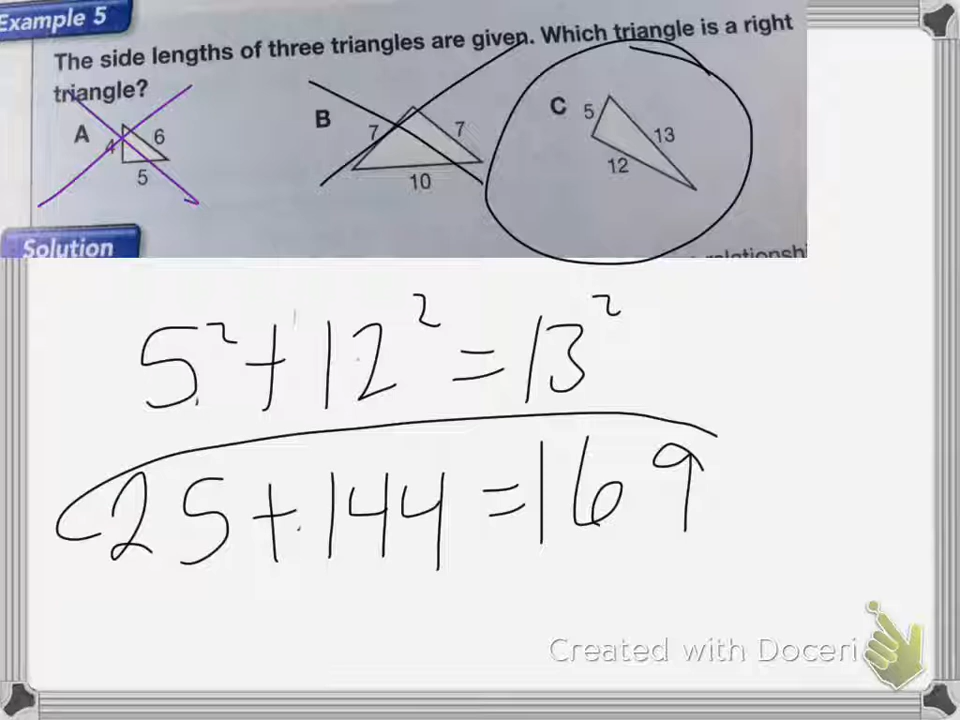 Example 5
The side lengths of three triangles are given. Which triangle is a right
triangle?
A 4 6 5
B 7 7 10
C 5 13 12
Solution
5² + 12² = 13²
25 + 144 = 169
Created with Doceri